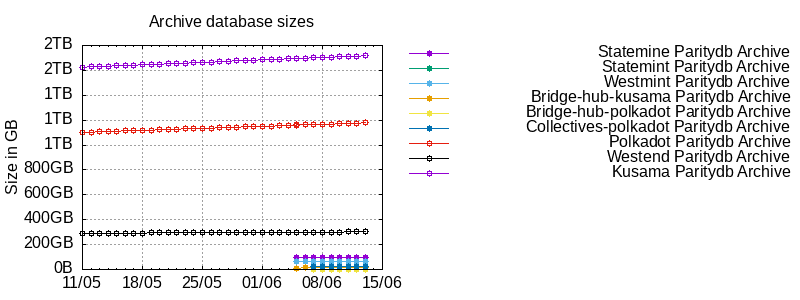 Archive database sizes
Size in GB
2TB
2TB
1TB
1TB
1TB
800GB
600GB
400GB
200GB
0B
11/05 18/05 25/05 01/06 08/06 15/06
Statemine Paritydb Archive
Statemint Paritydb Archive
Westmint Paritydb Archive
Bridge-hub-kusama Paritydb Archive
Bridge-hub-polkadot Paritydb Archive
Collectives-polkadot Paritydb Archive
Polkadot Paritydb Archive
Westend Paritydb Archive
Kusama Paritydb Archive